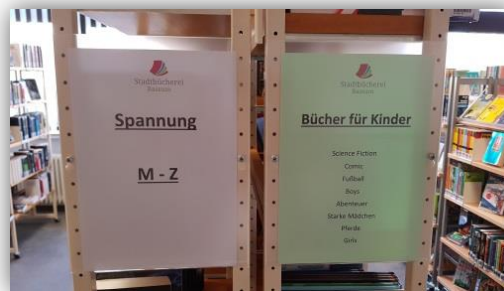 Stadtbücherei
Spannung
M - Z
Stadtbücherei
Bücher für Kinder
Science Fiction
Comic
Fußball
Boys
Abenteuer
Starke Mädchen
Pferde
Girls